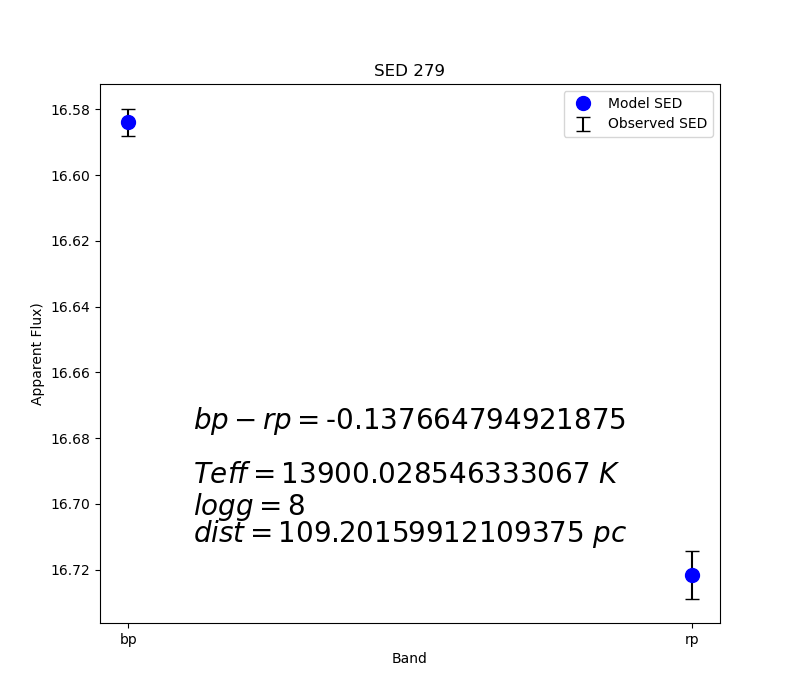 SED 279
Model SED
Observed SED
16.58
16.60
16.62
16.64
16.66
16.68
16.70
16.72
Apparent Flux)
bp − rp = -0.137664794921875
Teff = 13900.028546333067 K
logg = 8
dist = 109.20159912109375 pc
bp
rp
Band